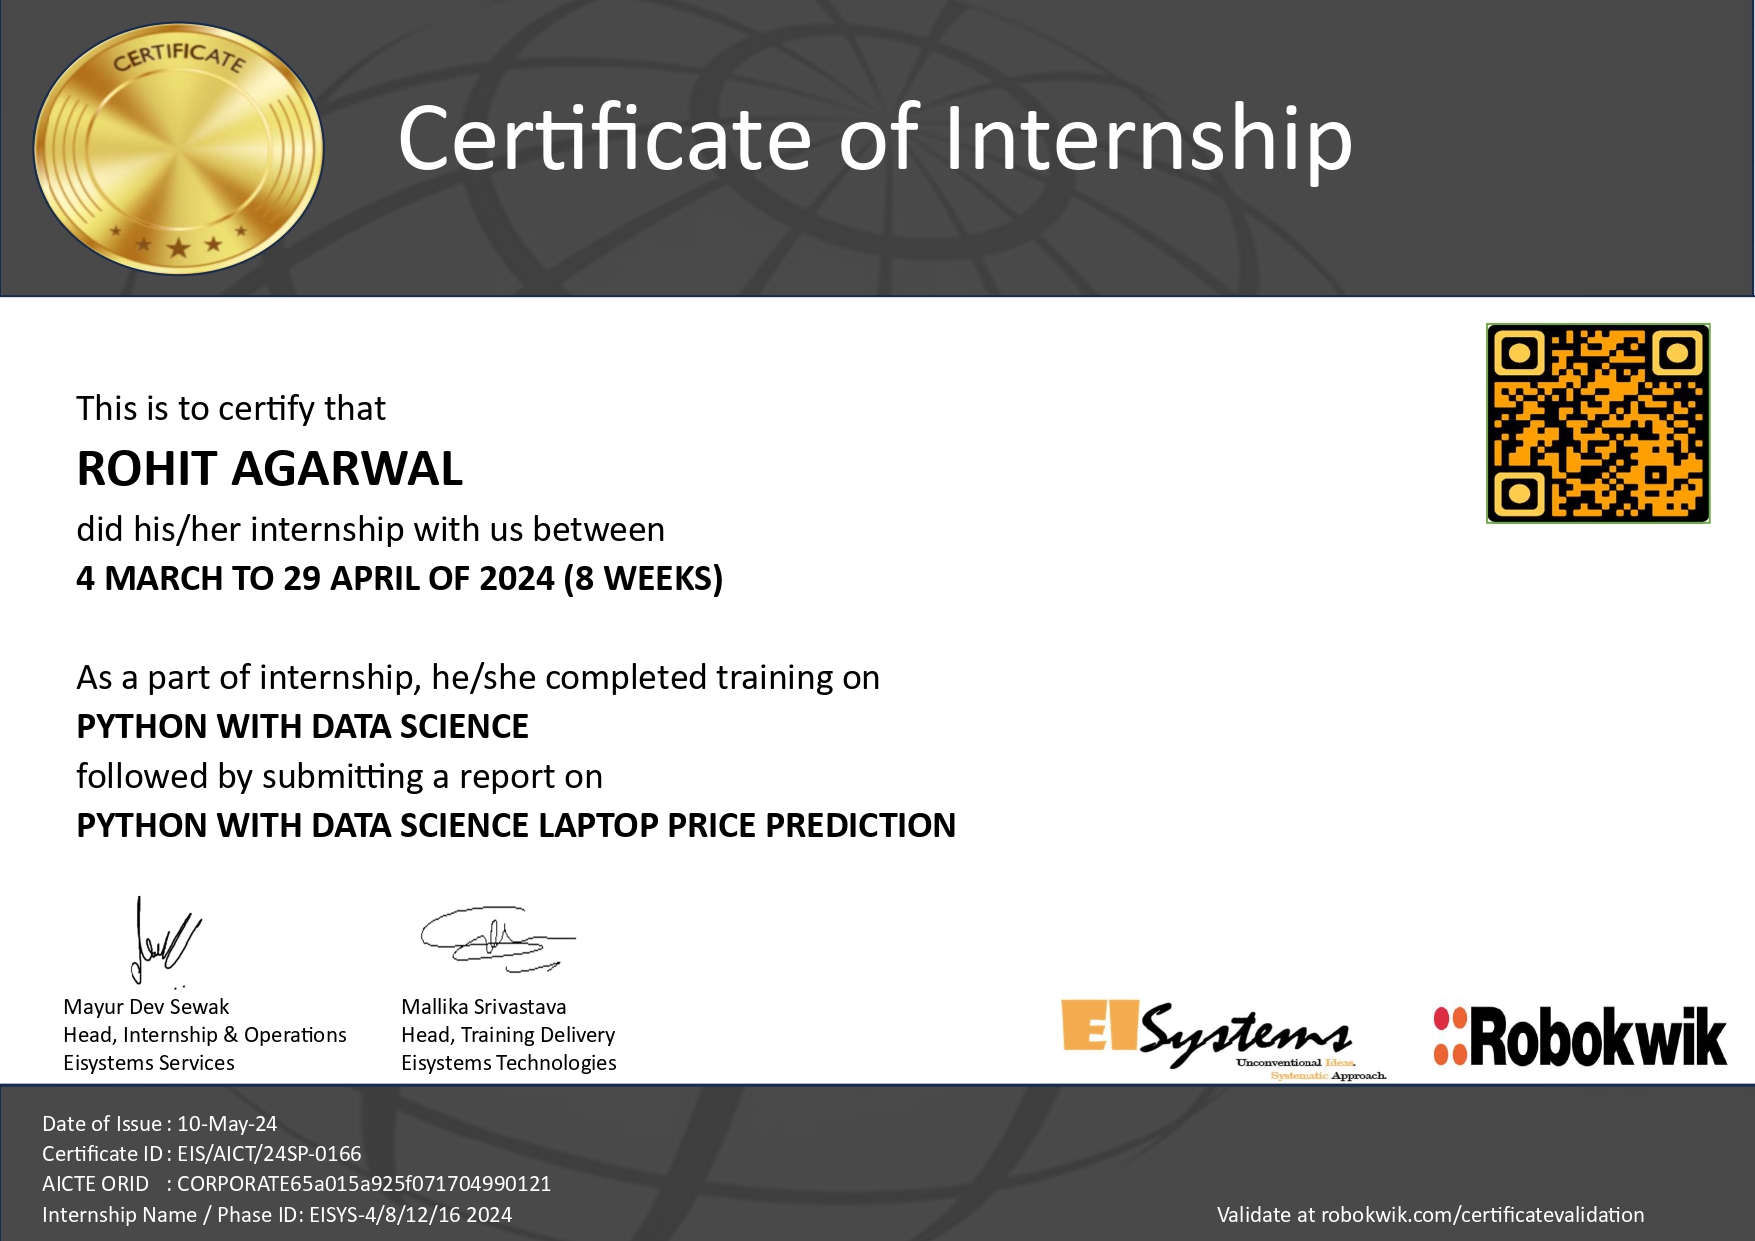 CERTIFICATE
Certificate of Internship
This is to certify that
ROHIT AGARWAL
did his/her internship with us between
4 MARCH TO 29 APRIL OF 2024 (8 WEEKS)
As a part of internship, he/she completed training on
PYTHON WITH DATA SCIENCE
followed by submitting a report on
PYTHON WITH DATA SCIENCE LAPTOP PRICE PREDICTION
Mayur Dev Sewak
Head, Internship & Operations
Eisystems Services
Mallika Srivastava
Head, Training Delivery
Eisystems Technologies
EI Systems
Unconventional Ideas.
Systematic Approach.
Robokwik
Date of Issue : 10-May-24
Certificate ID : EIS/AICT/24SP-0166
AICTE ORID : CORPORATE65a015a925f071704990121
Internship Name / Phase ID: EISYS-4/8/12/16 2024
Validate at robokwik.com/certificatevalidation